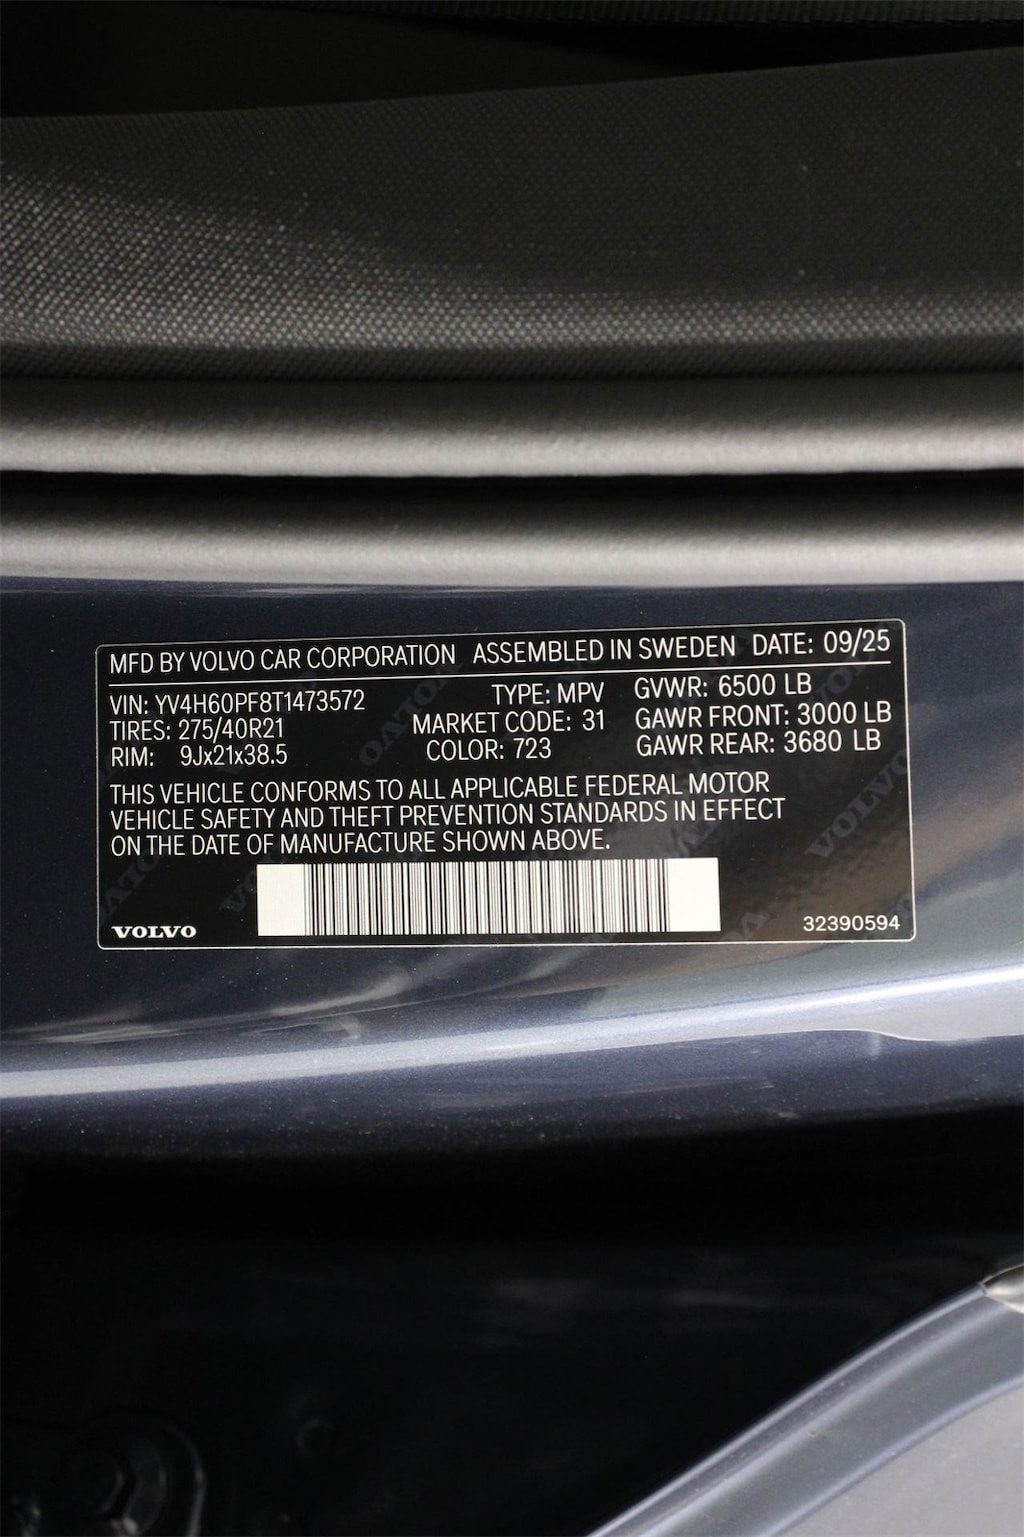 MFD BY VOLVO CAR CORPORATION ASSEMBLED IN SWEDEN DATE: 09/25
VIN: YV4H60PF8T1473572 TYPE: MPV GVWR: 6500 LB
TIRES: 275/40R21 MARKET CODE: 31 GAWR FRONT: 3000 LB
RIM: 9Jx21x38.5 COLOR: 723 GAWR REAR: 3680 LB
THIS VEHICLE CONFORMS TO ALL APPLICABLE FEDERAL MOTOR
VEHICLE SAFETY AND THEFT PREVENTION STANDARDS IN EFFECT
ON THE DATE OF MANUFACTURE SHOWN ABOVE.
VOLVO 32390594